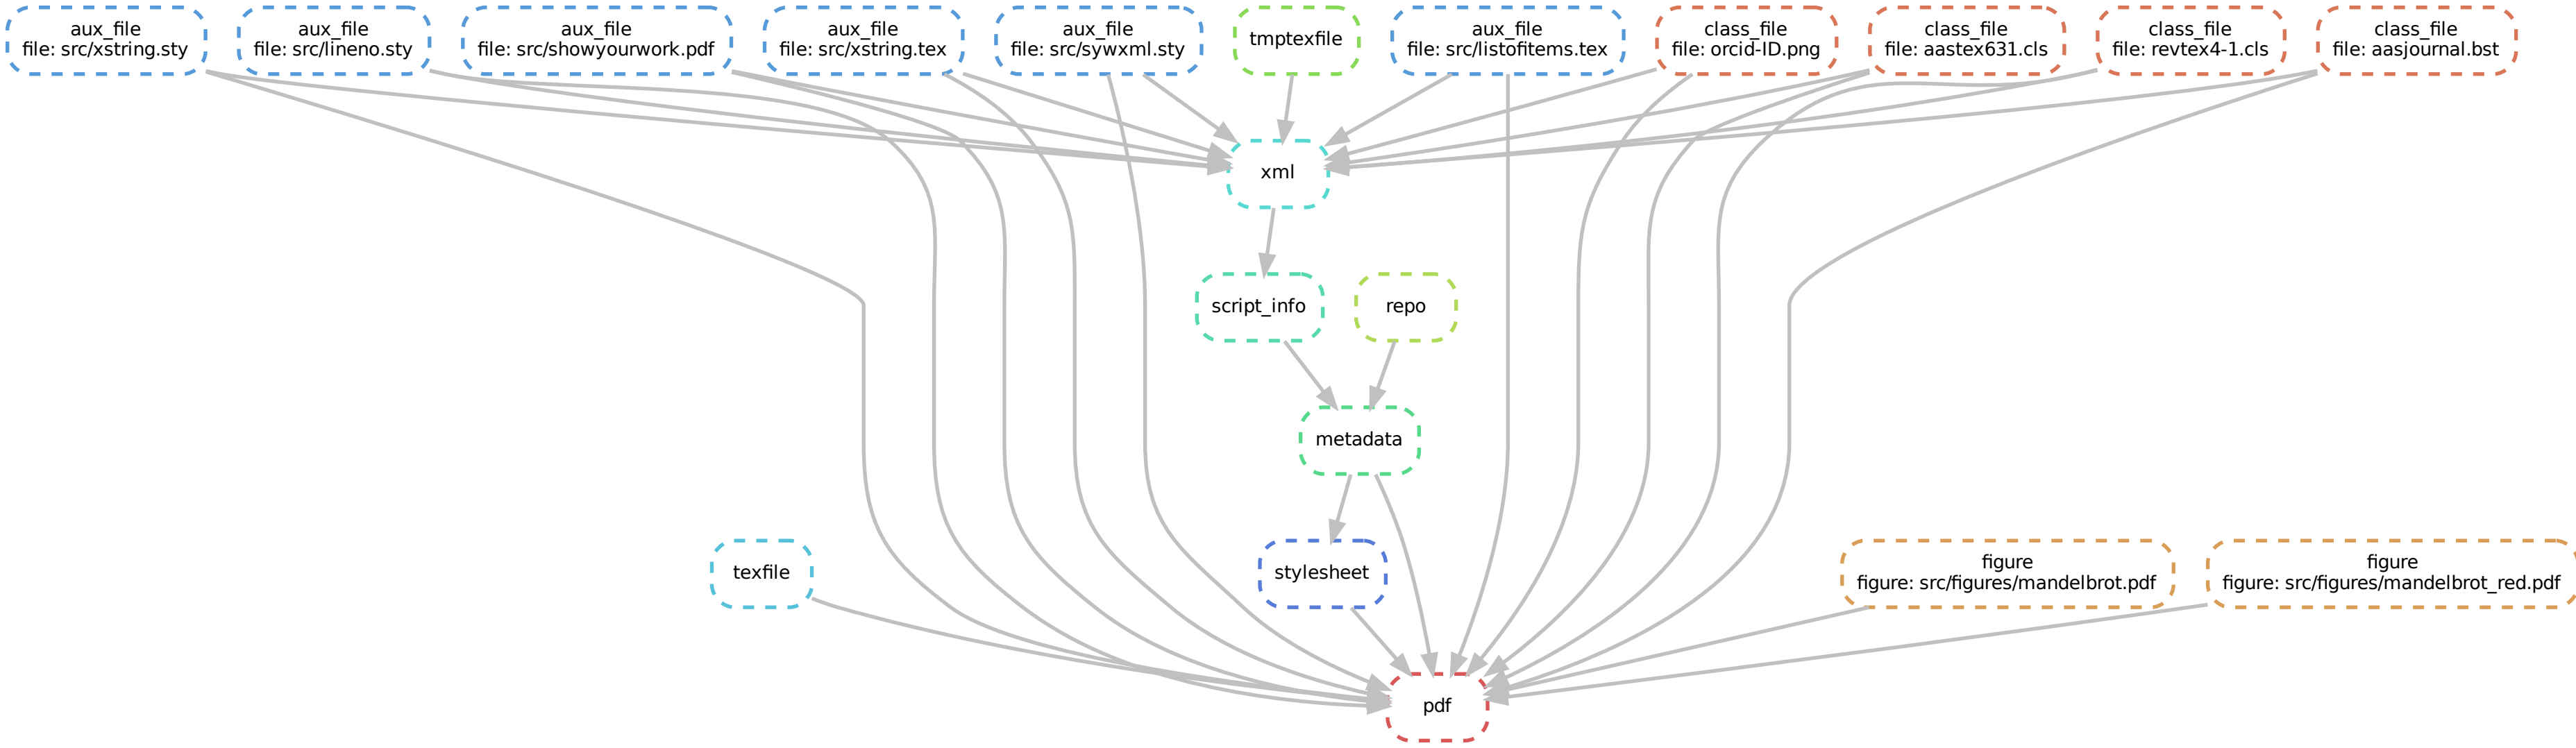 aux_file
file: src/xstring.sty
aux_file
file: src/lineno.sty
aux_file
file: src/showyourwork.pdf
aux_file
file: src/xstring.tex
aux_file
file: src/sywxml.sty
tmptexfile
aux_file
file: src/listofitems.tex
class_file
file: orcid-ID.png
class_file
file: aastex631.cls
class_file
file: revtex4-1.cls
class_file
file: aasjournal.bst
xml
script_info
repo
metadata
texfile
stylesheet
figure
figure: src/figures/mandelbrot.pdf
figure
figure: src/figures/mandelbrot_red.pdf
pdf